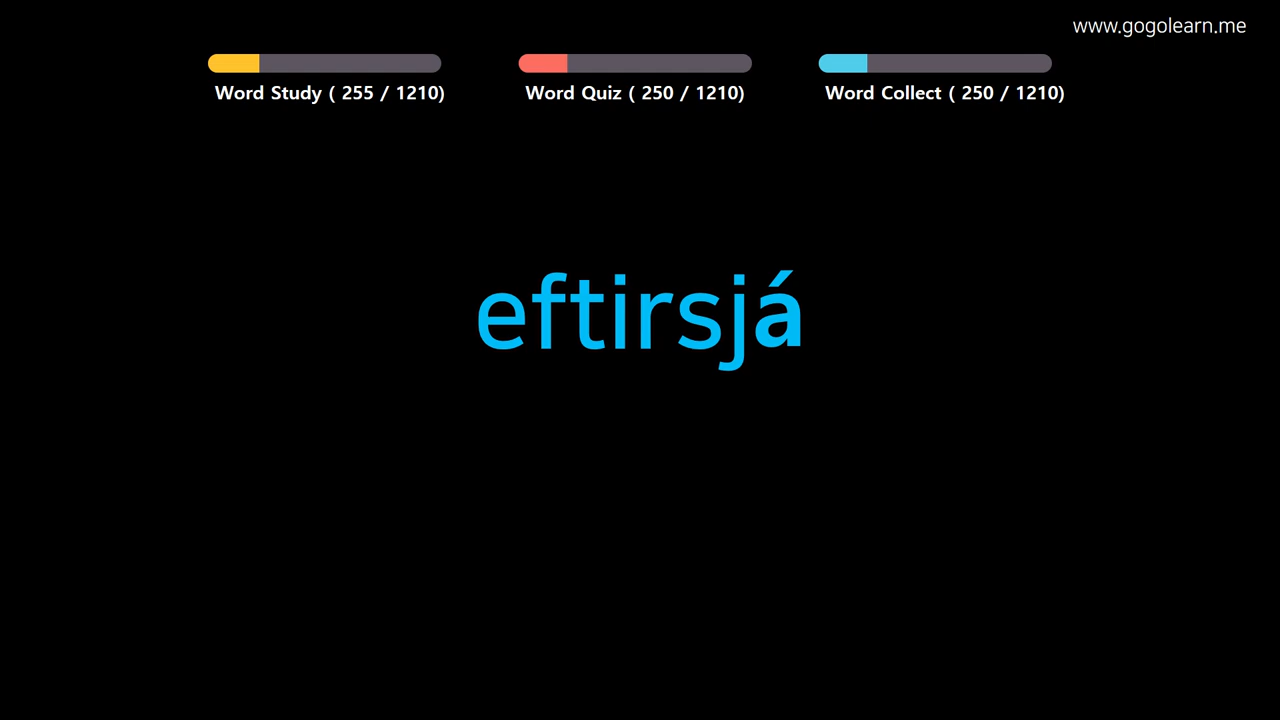 www.gogolearn.me
Word Study ( 255 / 1210)
Word Quiz ( 250 / 1210)
Word Collect ( 250 / 1210)
eftirsjá